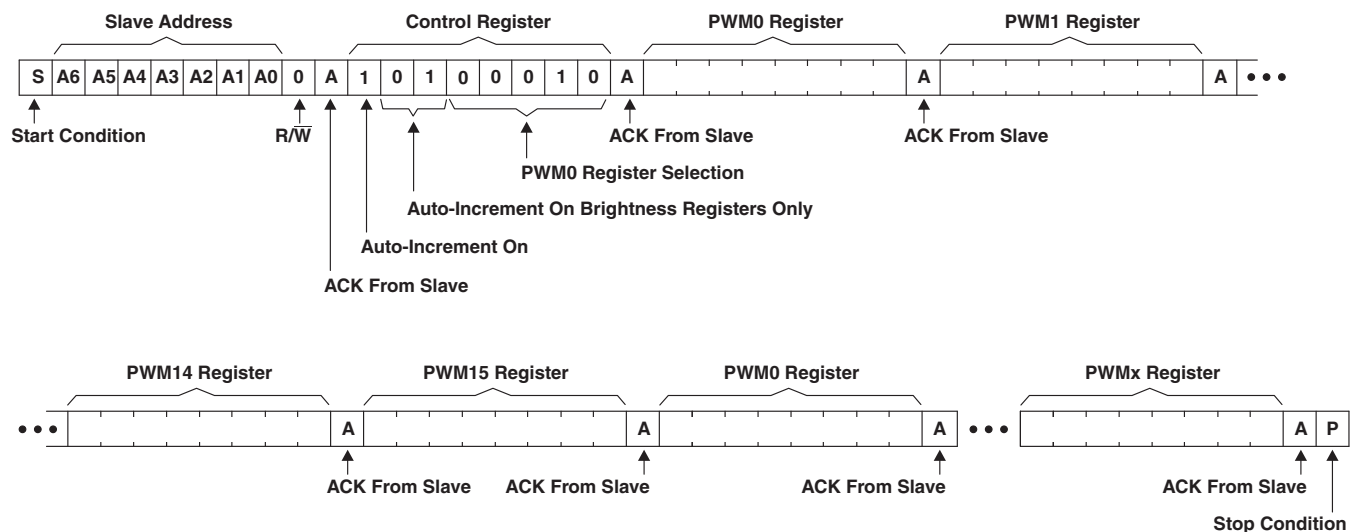 Slave Address Control Register PWM0 Register PWM1 Register
S A6 A5 A4 A3 A2 A1 A0 0 A 1 0 1 0 0 0 1 0 A A A •••
Start Condition R/W̅ ACK From Slave ACK From Slave
PWM0 Register Selection
Auto-Increment On Brightness Registers Only
Auto-Increment On
ACK From Slave
PWM14 Register PWM15 Register PWM0 Register PWMx Register
••• A A A ••• A P
ACK From Slave ACK From Slave ACK From Slave ACK From Slave
Stop Condition